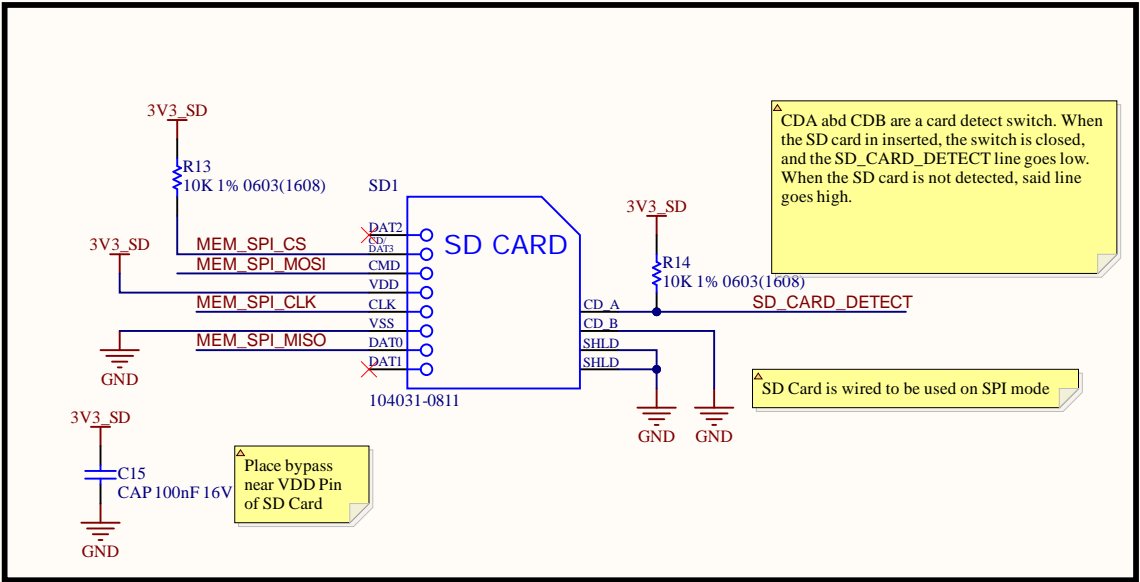 3V3_SD
R13
10K 1% 0603(1608)
3V3_SD
MEM_SPI_CS
MEM_SPI_MOSI
MEM_SPI_CLK
MEM_SPI_MISO
GND
SD1
DAT2
CD/
DAT3
CMD
VDD
CLK
VSS
DAT0
DAT1
SD CARD
104031-0811
CD_A
CD_B
SHLD
SHLD
3V3_SD
R14
10K 1% 0603(1608)
SD_CARD_DETECT
GND
GND
CDA abd CDB are a card detect switch. When
the SD card in inserted, the switch is closed,
and the SD_CARD_DETECT line goes low.
When the SD card is not detected, said line
goes high.
SD Card is wired to be used on SPI mode
3V3_SD
C15
CAP 100nF 16V
GND
Place bypass
near VDD Pin
of SD Card